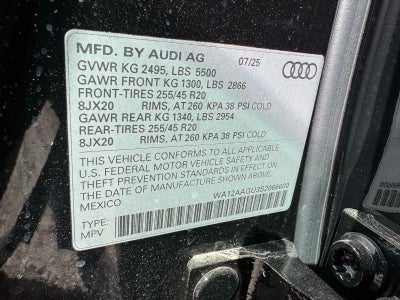 MFD. BY AUDI AG 07/25
GVWR KG 2495, LBS 5500
GAWR FRONT KG 1300, LBS 2866
FRONT-TIRES 255/45 R20
8JX20 RIMS, AT 260 KPA 38 PSI COLD
GAWR REAR KG 1340, LBS 2954
REAR-TIRES 255/45 R20
8JX20 RIMS, AT 260 KPA 38 PSI COLD
THIS VEHICLE CONFORMS TO ALL APPLICABLE
U.S. FEDERAL MOTOR VEHICLE SAFETY AND
THEFT PREVENTION STANDARDS IN EFFECT ON
THE DATE OF MANUFACTURE SHOWN ABOVE.
MEXICO
WA12AAGU3S2066600
TYPE:
MPV